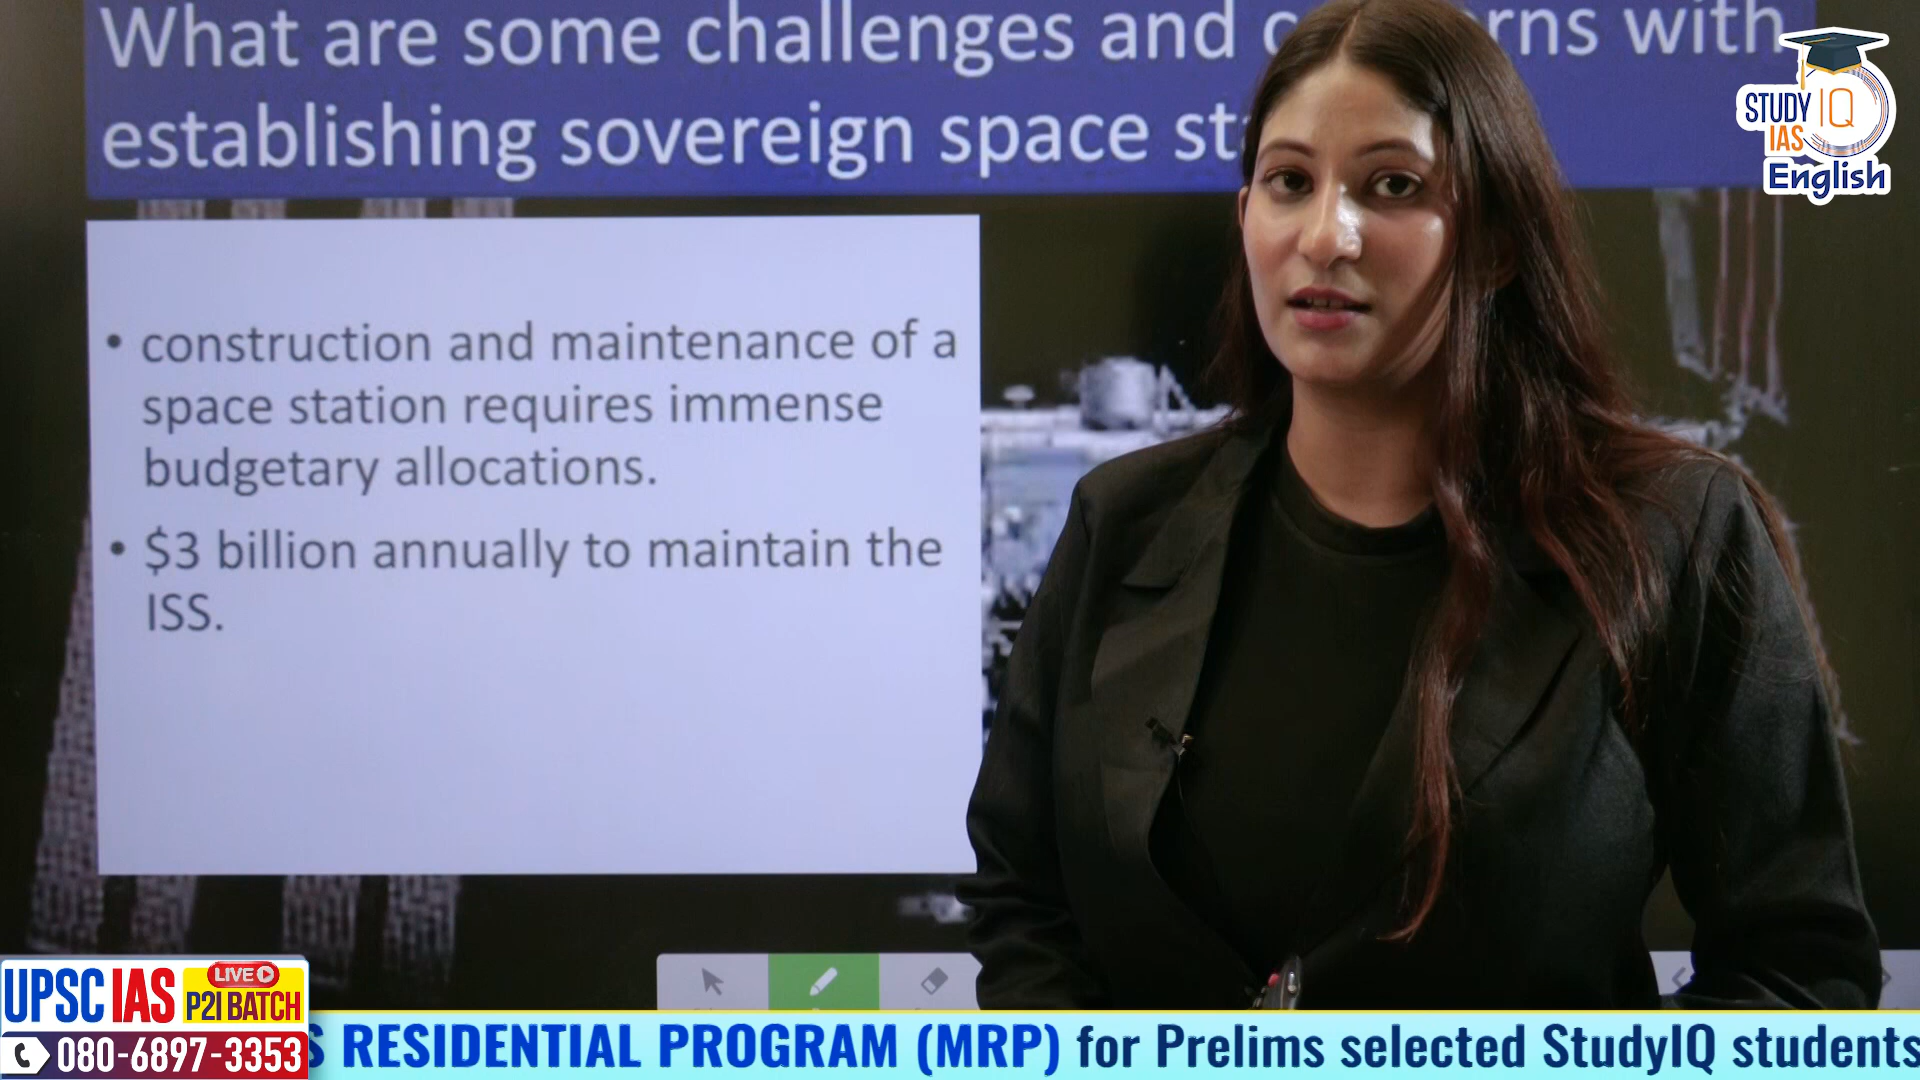 What are some challenges and
with
establishing sovereign space
STUDY IQ
IAS
English
• construction and maintenance of a
space station requires immense
budgetary allocations.
• $3 billion annually to maintain the
ISS.
UPSC IAS LIVE
P2I BATCH
080-6897-3353
S RESIDENTIAL PROGRAM (MRP) for Prelims selected StudyIQ students